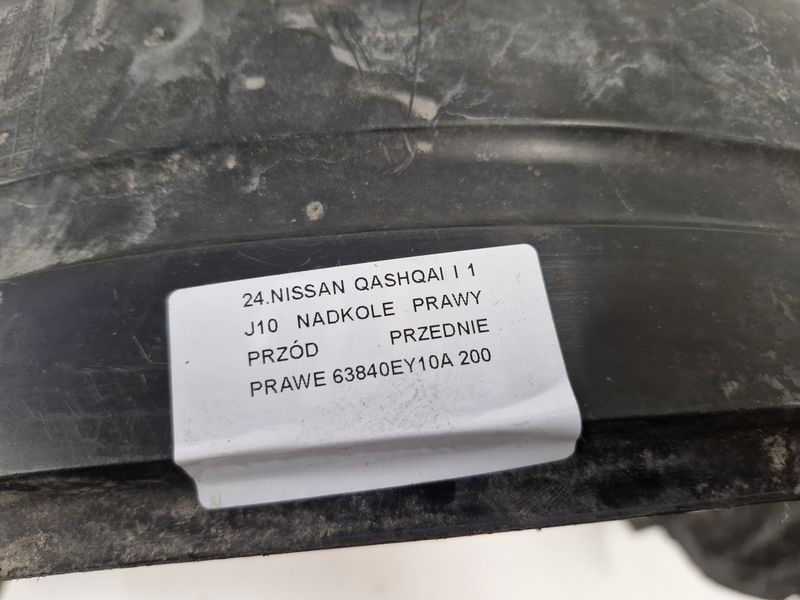 24.NISSAN QASHQAI I 1
J10 NADKOLE PRAWY
PRZÓD PRZEDNIE
PRAWE 63840EY10A 200